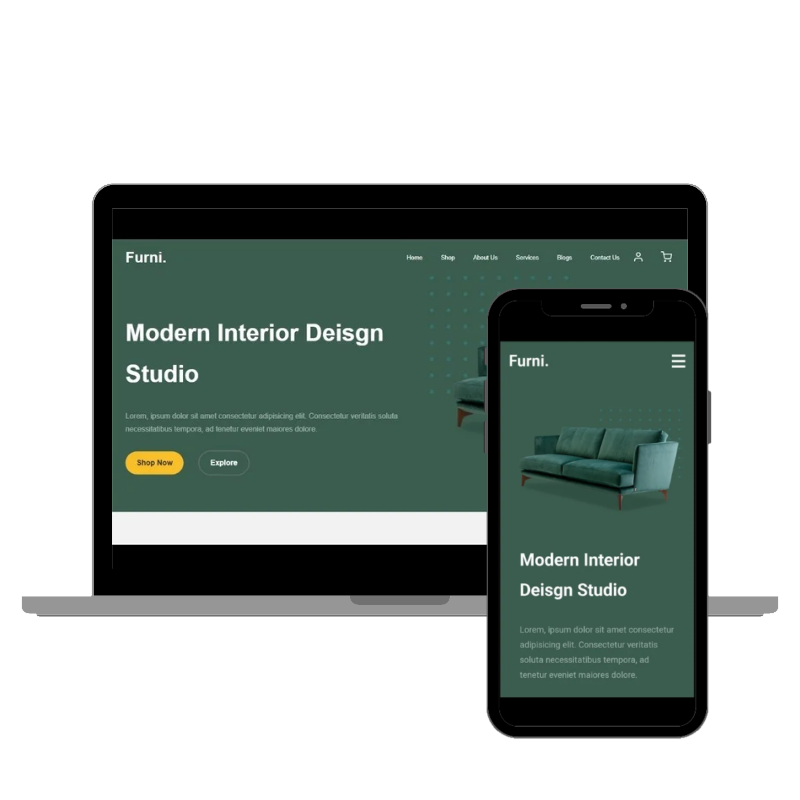 Furni.
Home Shop About Us Services Blogs Contact Us
Modern Interior Deisgn
Studio
Lorem, ipsum dolor sit amet consectetur adipisicing elit. Consectetur veritatis soluta
necessitatibus tempora, ad tenetur eveniet maiores dolore.
Shop Now Explore
Furni.
Modern Interior
Deisgn Studio
Lorem, ipsum dolor sit amet consectetur
adipisicing elit. Consectetur veritatis
soluta necessitatibus tempora, ad
tenetur eveniet maiores dolore.